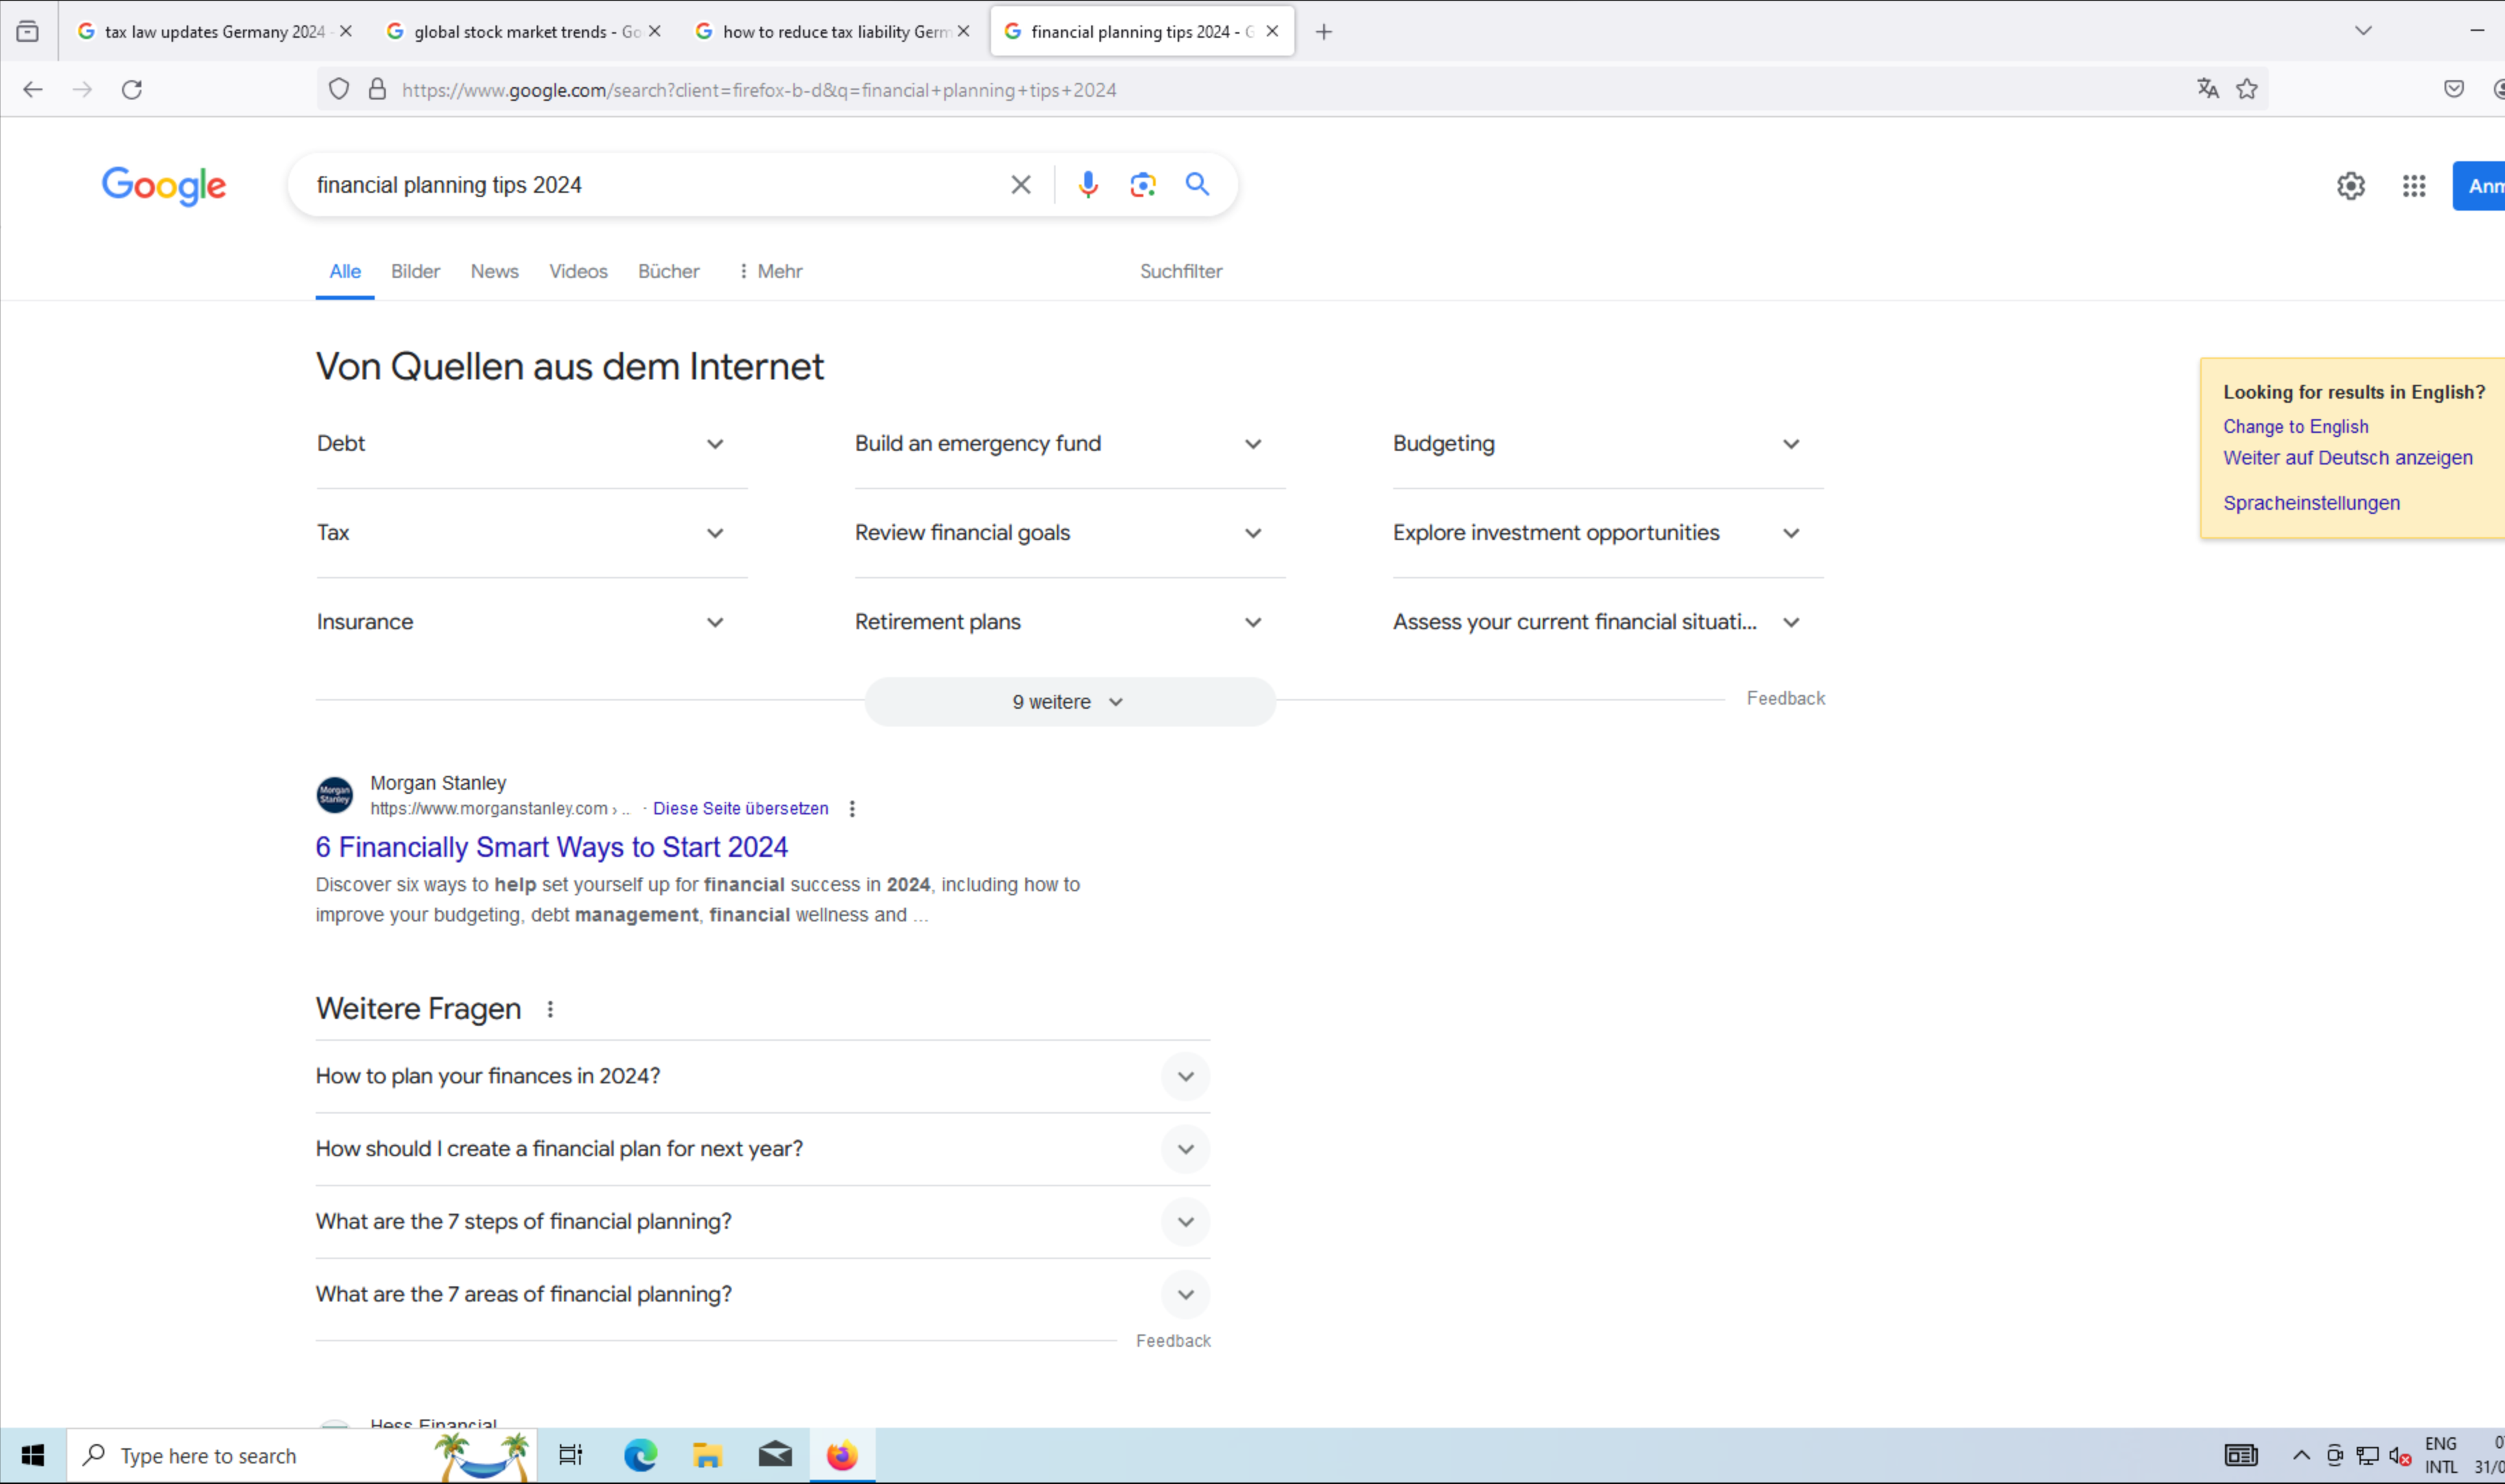 tax law updates Germany 2024 -
global stock market trends - Go
how to reduce tax liability Germ
financial planning tips 2024 - G
https://www.google.com/search?client=firefox-b-d&q=financial+planning+tips+2024
Google
financial planning tips 2024
Anm
Alle Bilder News Videos Bücher Mehr Suchfilter
Von Quellen aus dem Internet
Looking for results in English?
Change to English
Weiter auf Deutsch anzeigen
Spracheinstellungen
Debt Build an emergency fund Budgeting
Tax Review financial goals Explore investment opportunities
Insurance Retirement plans Assess your current financial situati...
9 weitere
Feedback
Morgan Stanley
Morgan Stanley
https://www.morganstanley.com › .. · Diese Seite übersetzen
6 Financially Smart Ways to Start 2024
Discover six ways to help set yourself up for financial success in 2024, including how to
improve your budgeting, debt management, financial wellness and ...
Weitere Fragen
How to plan your finances in 2024?
How should I create a financial plan for next year?
What are the 7 steps of financial planning?
What are the 7 areas of financial planning?
Feedback
Hess Financial
Type here to search
ENG
INTL 31/0